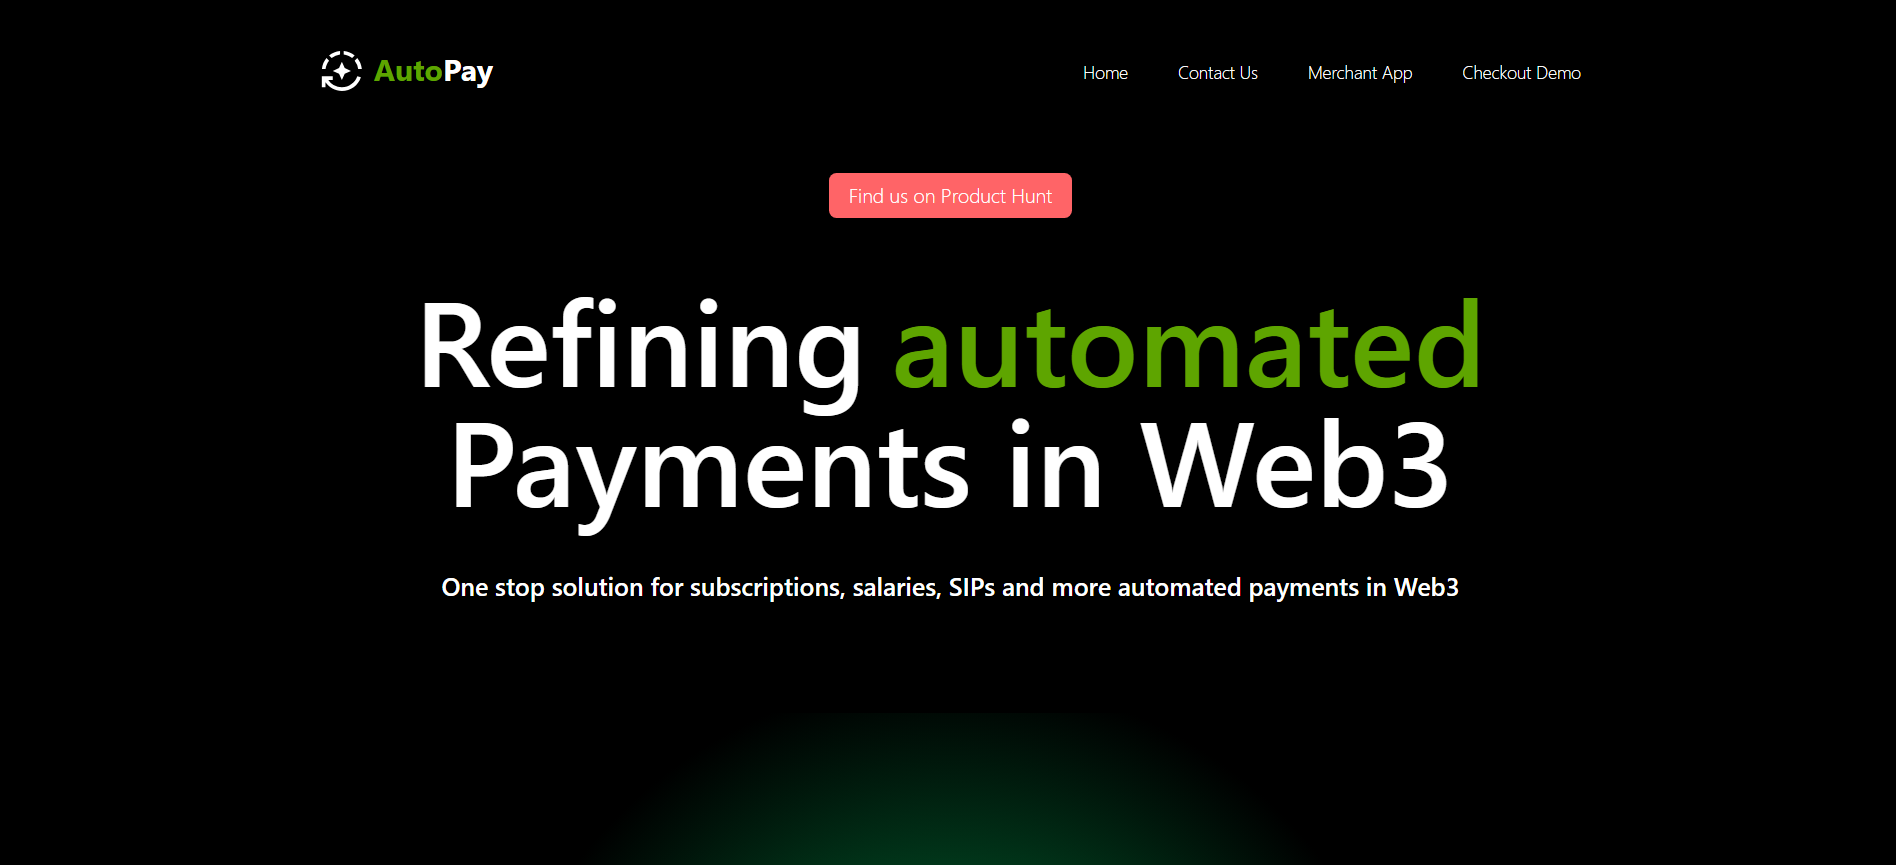 AutoPay
Home
Contact Us
Merchant App
Checkout Demo
Find us on Product Hunt
Refining automated
Payments in Web3
One stop solution for subscriptions, salaries, SIPs and more automated payments in Web3